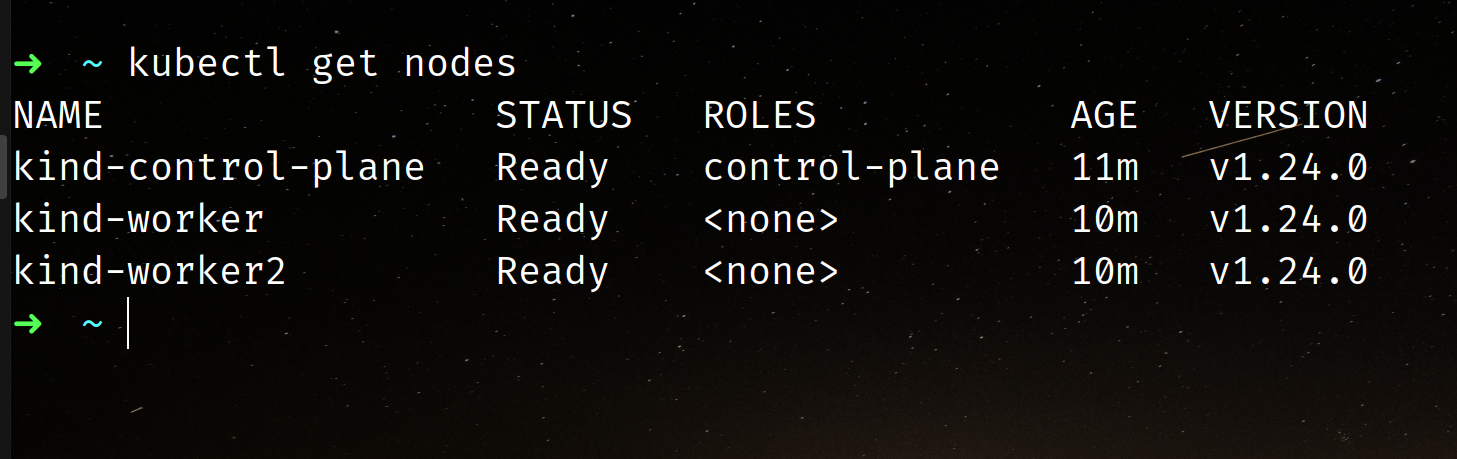 ➜  ~ kubectl get nodes
NAME                 STATUS   ROLES           AGE   VERSION
kind-control-plane   Ready    control-plane   11m   v1.24.0
kind-worker          Ready    <none>          10m   v1.24.0
kind-worker2         Ready    <none>          10m   v1.24.0
➜  ~